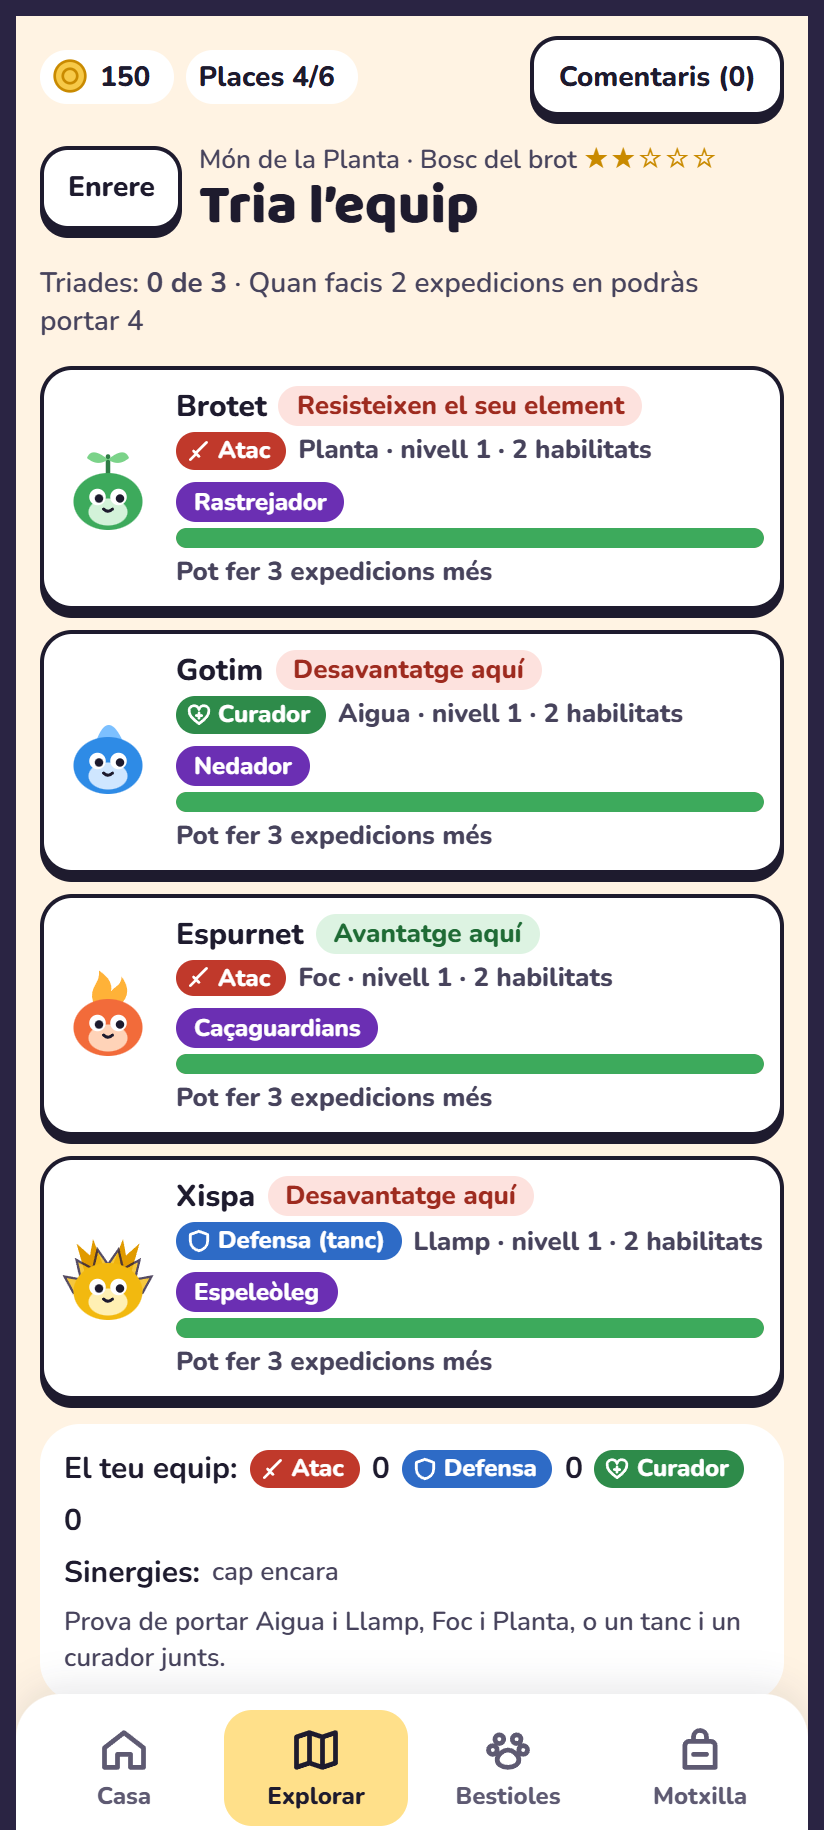 150
Places 4/6
Comentaris (0)
Enrere
Món de la Planta · Bosc del brot ★★☆☆☆
Tria l'equip
Triades: 0 de 3 · Quan facis 2 expedicions en podràs
portar 4
Brotet Resisteixen el seu element
Atac Planta · nivell 1 · 2 habilitats
Rastrejador
Pot fer 3 expedicions més
Gotim Desavantatge aquí
Curador Aigua · nivell 1 · 2 habilitats
Nedador
Pot fer 3 expedicions més
Espurnet Avantatge aquí
Atac Foc · nivell 1 · 2 habilitats
Caçaguardians
Pot fer 3 expedicions més
Xispa Desavantatge aquí
Defensa (tanc) Llamp · nivell 1 · 2 habilitats
Espeleòleg
Pot fer 3 expedicions més
El teu equip: Atac 0 Defensa 0 Curador
0
Sinergies: cap encara
Prova de portar Aigua i Llamp, Foc i Planta, o un tanc i un
curador junts.
Casa
Explorar
Bestioles
Motxilla